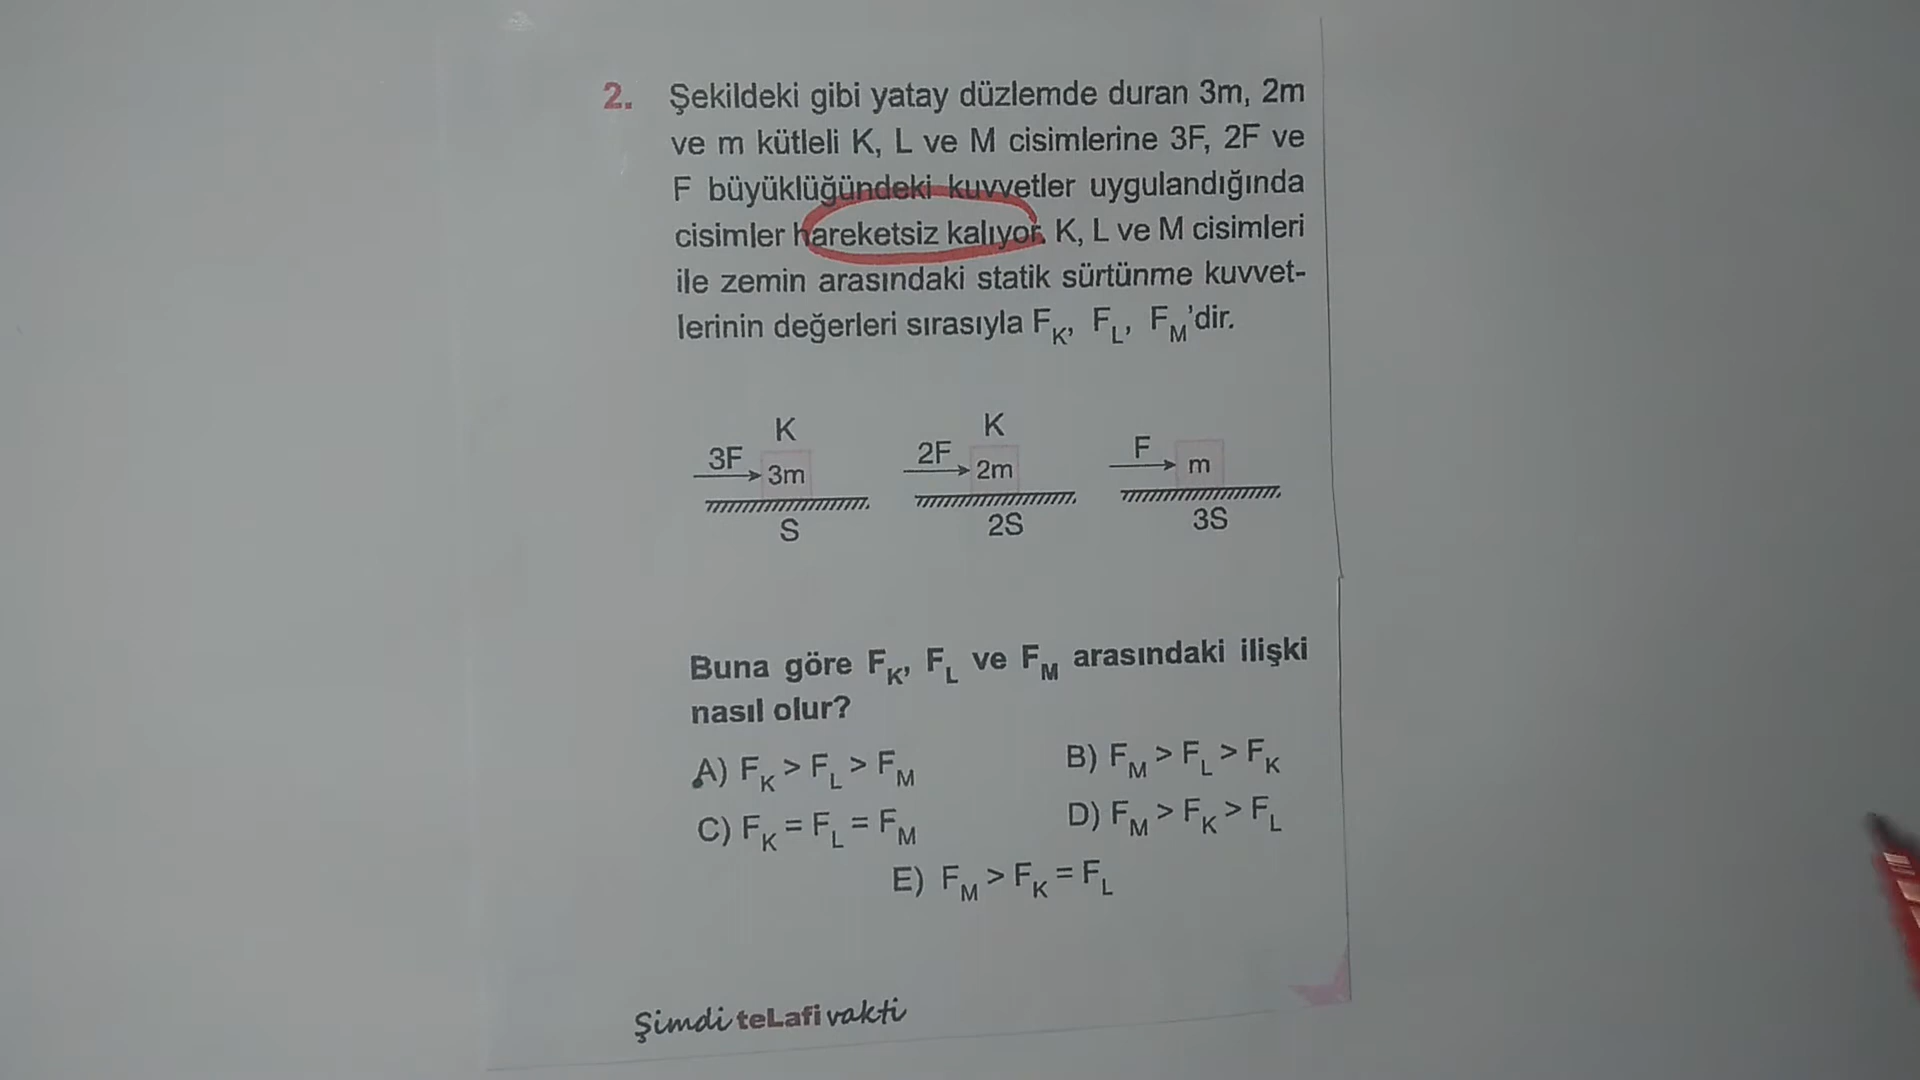 2. Şekildeki gibi yatay düzlemde duran 3m, 2m
ve m kütleli K, L ve M cisimlerine 3F, 2F ve
F büyüklüğündeki kuvvetler uygulandığında
cisimler hareketsiz kalıyor. K, L ve M cisimleri
ile zemin arasındaki statik sürtünme kuvvet-
lerinin değerleri sırasıyla F_K, F_L, F_M'dir.
K K
3F 3m 2F 2m F m
S 2S 3S
Buna göre F_K, F_L ve F_M arasındaki ilişki
nasıl olur?
A) F_K > F_L > F_M B) F_M > F_L > F_K
C) F_K = F_L = F_M D) F_M > F_K > F_L
E) F_M > F_K = F_L
Şimdi teLafi vakti